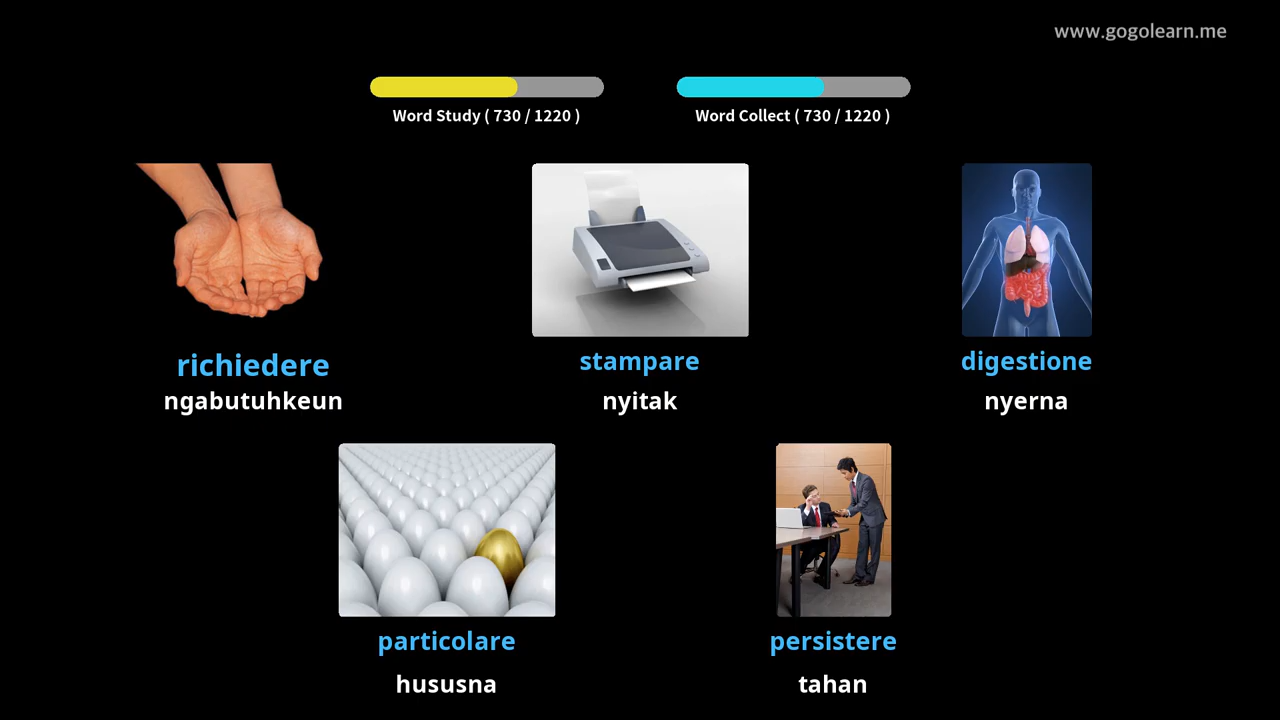 www.gogolearn.me
Word Study ( 730 / 1220 )
Word Collect ( 730 / 1220 )
richiedere
ngabutuhkeun
stampare
nyitak
digestione
nyerna
particolare
hususna
persistere
tahan